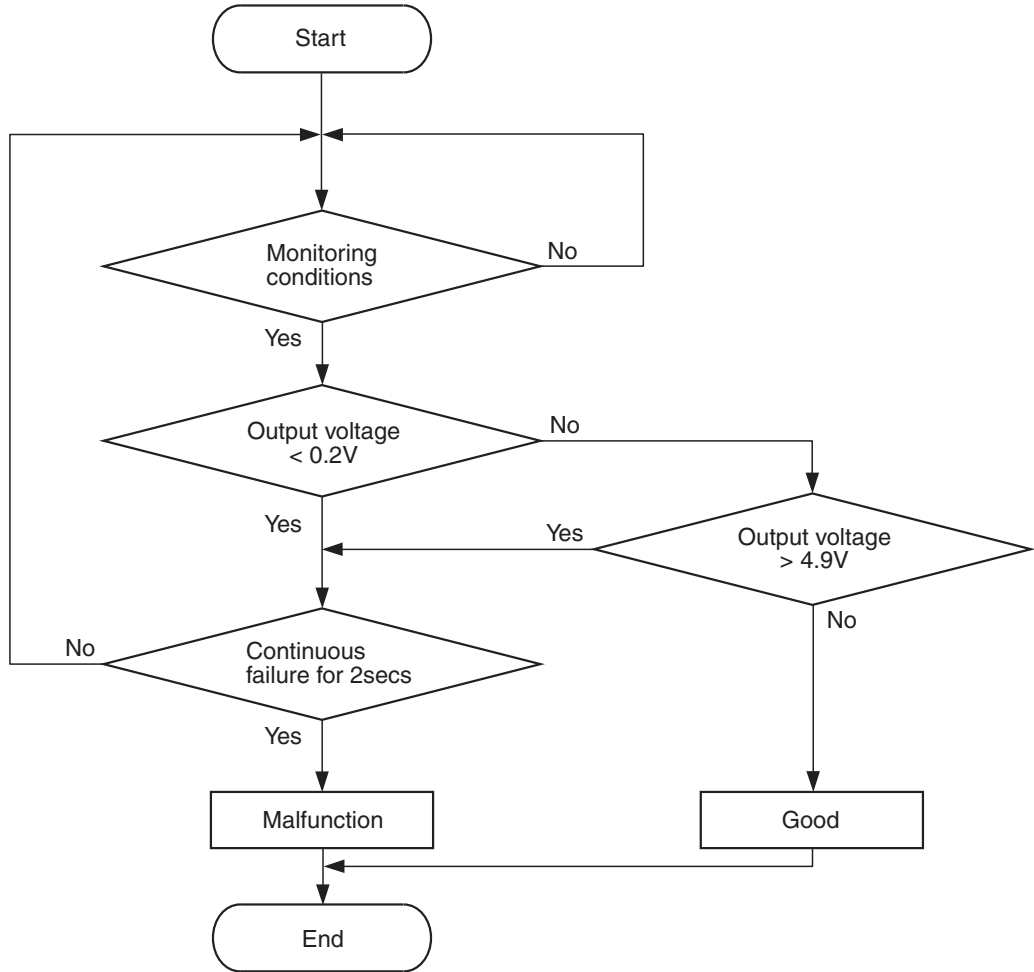 Start
Monitoring
conditions
No
Yes
Output voltage
< 0.2V
No
Yes
Yes
Output voltage
> 4.9V
No
No
Continuous
failure for 2secs
Yes
Malfunction
Good
End